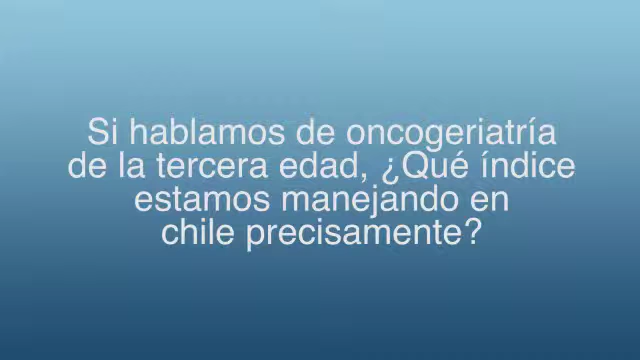 Si hablamos de oncogeriatría
de la tercera edad, ¿Qué índice
estamos manejando en
chile precisamente?